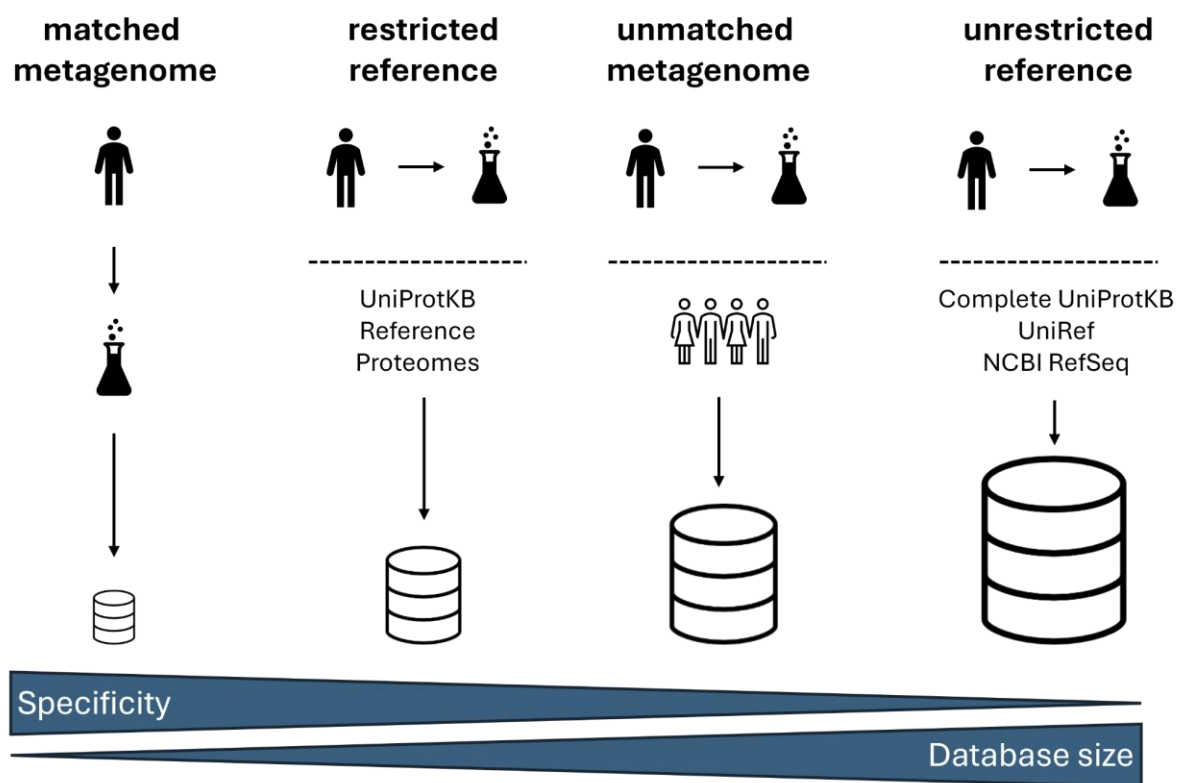 matched
metagenome
restricted
reference
unmatched
metagenome
unrestricted
reference
UniProtKB
Reference
Proteomes
Complete UniProtKB
UniRef
NCBI RefSeq
Specificity
Database size